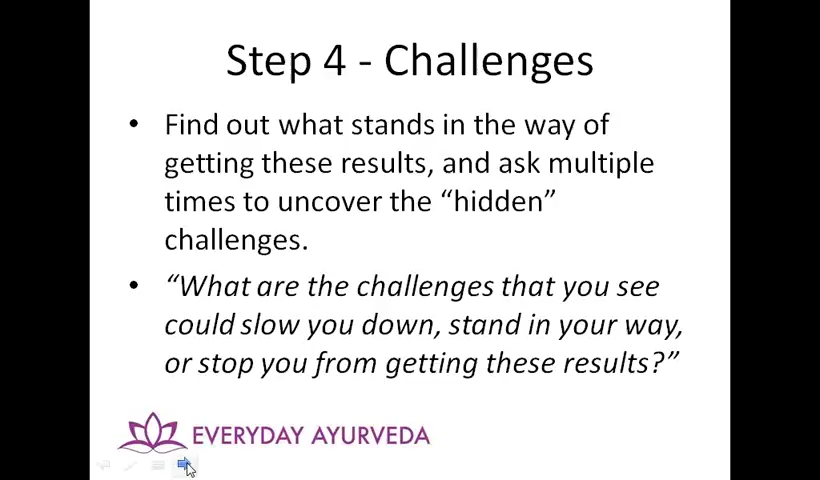 Step 4 - Challenges
• Find out what stands in the way of
getting these results, and ask multiple
times to uncover the “hidden”
challenges.
• “What are the challenges that you see
could slow you down, stand in your way,
or stop you from getting these results?”
EVERYDAY AYURVEDA